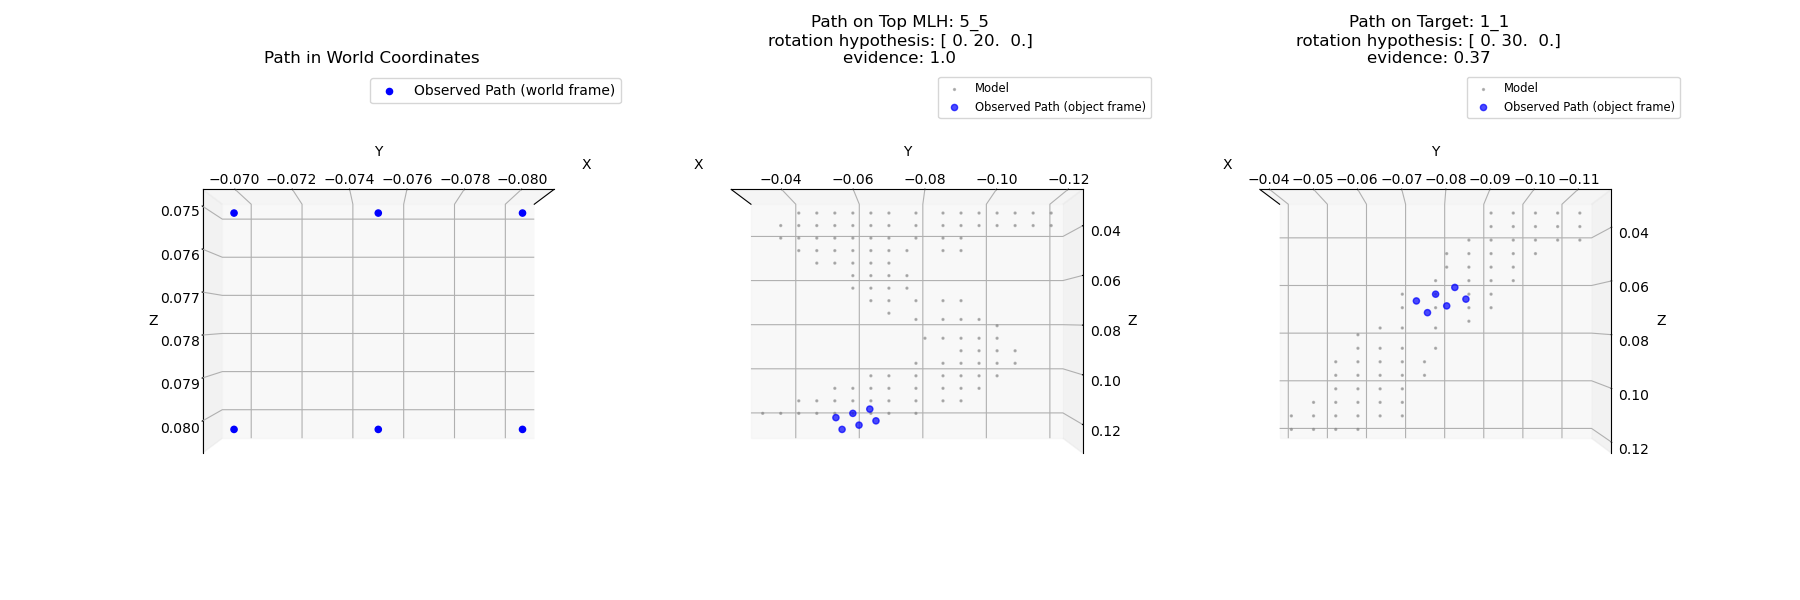 Path in World Coordinates
Observed Path (world frame)
Y
X
−0.070 −0.072 −0.074 −0.076 −0.078 −0.080
0.075
0.076
0.077
Z
0.078
0.079
0.080
Path on Top MLH: 5_5
rotation hypothesis: [ 0. 20.  0.]
evidence: 1.0
Model
Observed Path (object frame)
X
Y
−0.04 −0.06 −0.08 −0.10 −0.12
0.04
0.06
Z
0.08
0.10
0.12
Path on Target: 1_1
rotation hypothesis: [ 0. 30.  0.]
evidence: 0.37
Model
Observed Path (object frame)
X
Y
−0.04 −0.05 −0.06 −0.07 −0.08 −0.09 −0.10 −0.11
0.04
0.06
Z
0.08
0.10
0.12